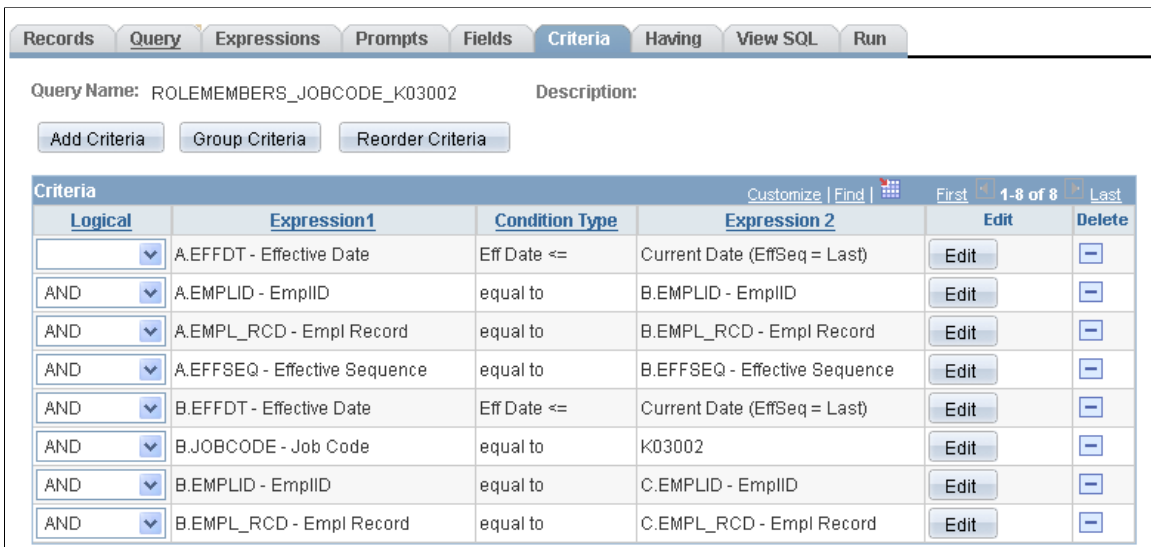 Records Query Expressions Prompts Fields Criteria Having View SQL Run
Query Name: ROLEMEMBERS_JOBCODE_K03002 Description:
Add Criteria Group Criteria Reorder Criteria
Criteria Customize | Find | First 1-8 of 8 Last
Logical Expression1 Condition Type Expression 2 Edit Delete
A.EFFDT - Effective Date Eff Date <= Current Date (EffSeq = Last) Edit
AND A.EMPLID - EmplID equal to B.EMPLID - EmplID Edit
AND A.EMPL_RCD - Empl Record equal to B.EMPL_RCD - Empl Record Edit
AND A.EFFSEQ - Effective Sequence equal to B.EFFSEQ - Effective Sequence Edit
AND B.EFFDT - Effective Date Eff Date <= Current Date (EffSeq = Last) Edit
AND B.JOBCODE - Job Code equal to K03002 Edit
AND B.EMPLID - EmplID equal to C.EMPLID - EmplID Edit
AND B.EMPL_RCD - Empl Record equal to C.EMPL_RCD - Empl Record Edit